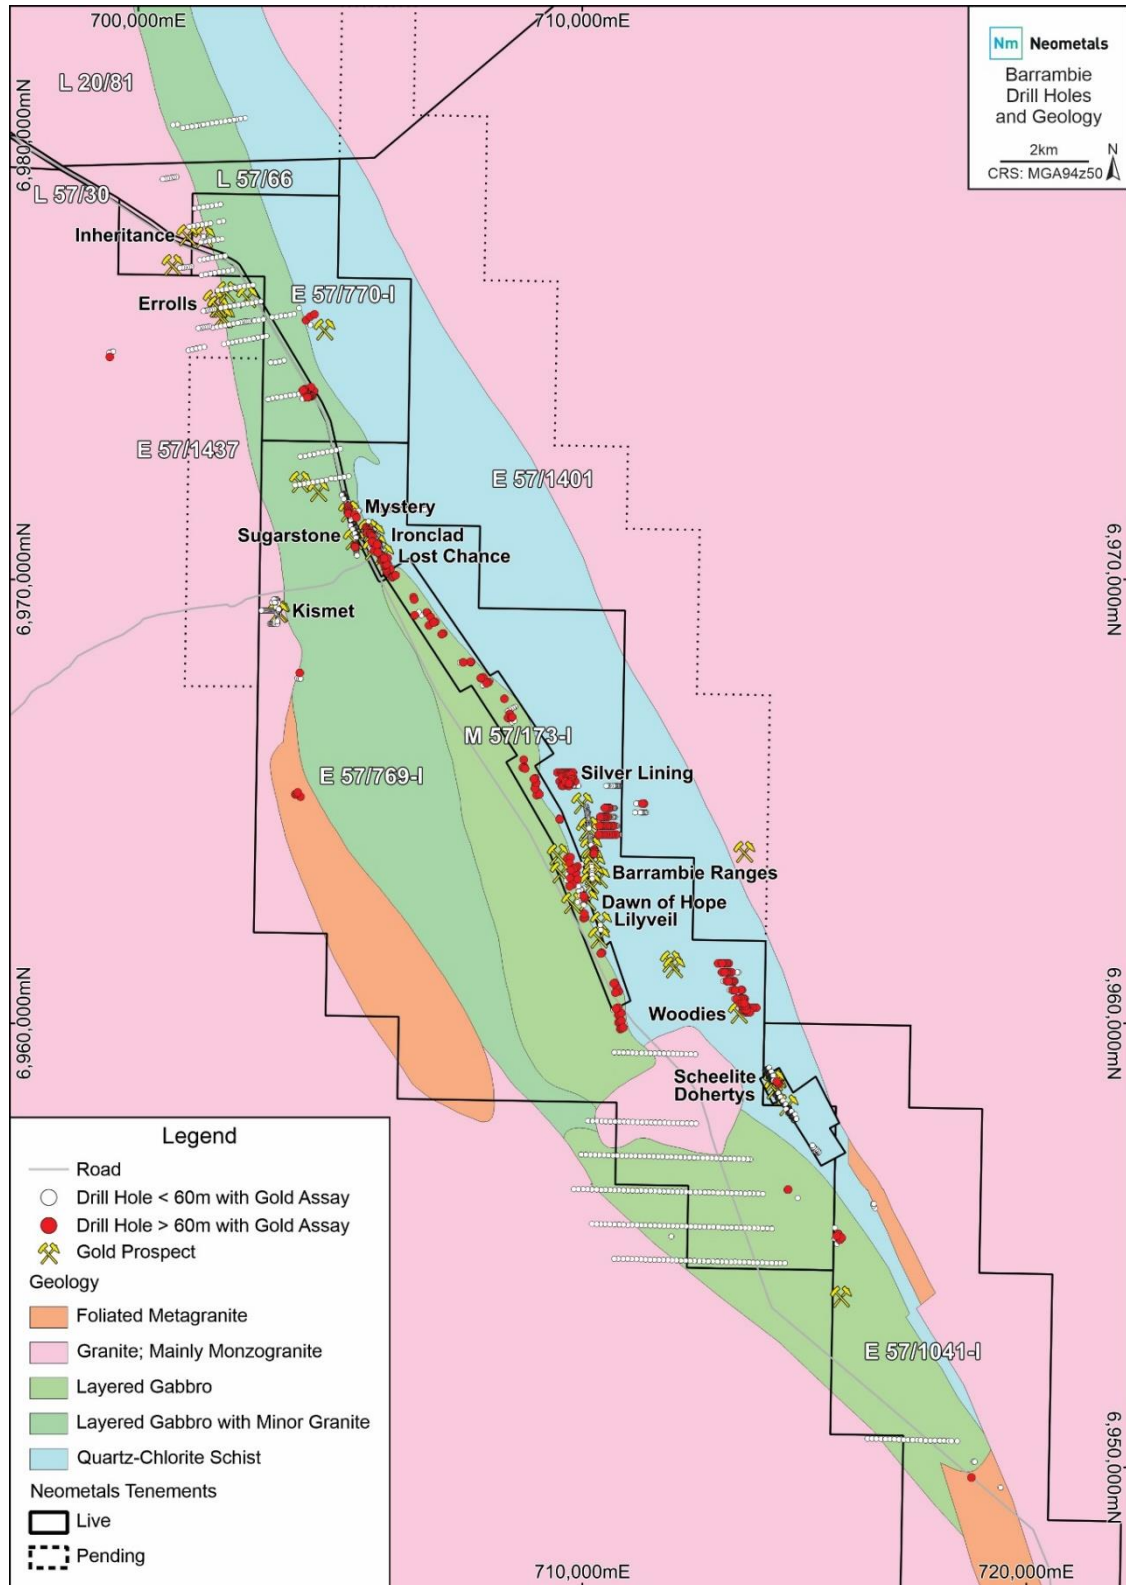 700,000mE
710,000mE
Nm Neometals
Barrambie
Drill Holes
and Geology
2km
N
CRS: MGA94z50
L 20/81
6,980,000mN
6,980,000mN
L 57/66
L 57/30
Inheritance
E 57/770-I
Errolls
E 57/1437
E 57/1401
Mystery
Sugarstone
Ironclad
Lost Chance
6,970,000mN
6,970,000mN
Kismet
M 57/173-I
Silver Lining
E 57/769-I
Barrambie Ranges
Dawn of Hope
Lilyveil
Woodies
6,960,000mN
6,960,000mN
Scheelite
Dohertys
E 57/1041-I
6,950,000mN
Legend
Road
Drill Hole < 60m with Gold Assay
Drill Hole > 60m with Gold Assay
Gold Prospect
Geology
Foliated Metagranite
Granite; Mainly Monzogranite
Layered Gabbro
Layered Gabbro with Minor Granite
Quartz-Chlorite Schist
Neometals Tenements
Live
Pending
710,000mE
720,000mE